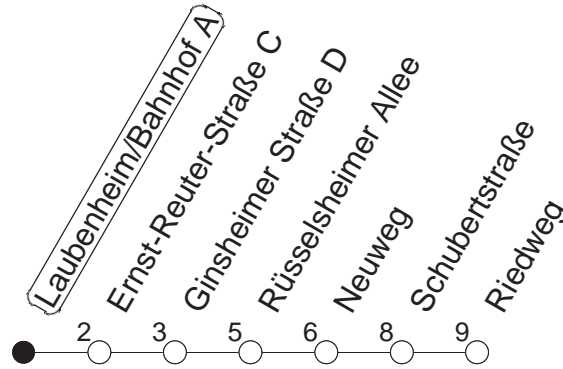 Laubenheim/Bahnhof A
Ernst-Reuter-Straße C
Ginsheimer Straße D
Rüsselsheimer Allee
Neuweg
Schubertstraße
Riedweg
2 3 5 6 8 9